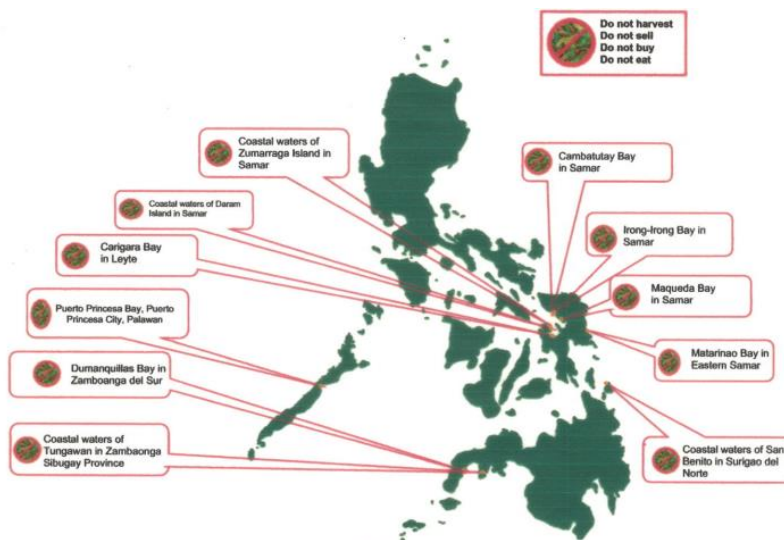 Do not harvest
Do not sell
Do not buy
Do not eat
Coastal waters of
Zumarraga Island in
Samar
Cambatutay Bay
in Samar
Coastal waters of Daram
Island in Samar
Irong-Irong Bay in
Samar
Carigara Bay
in Leyte
Maqueda Bay
in Samar
Puerto Princesa Bay, Puerto
Princesa City, Palawan
Matarinao Bay in
Eastern Samar
Dumanquillas Bay in
Zamboanga del Sur
Coastal waters of
Tungawan in Zambaonga
Sibugay Province
Coastal waters of San
Benito in Surigao del
Norte